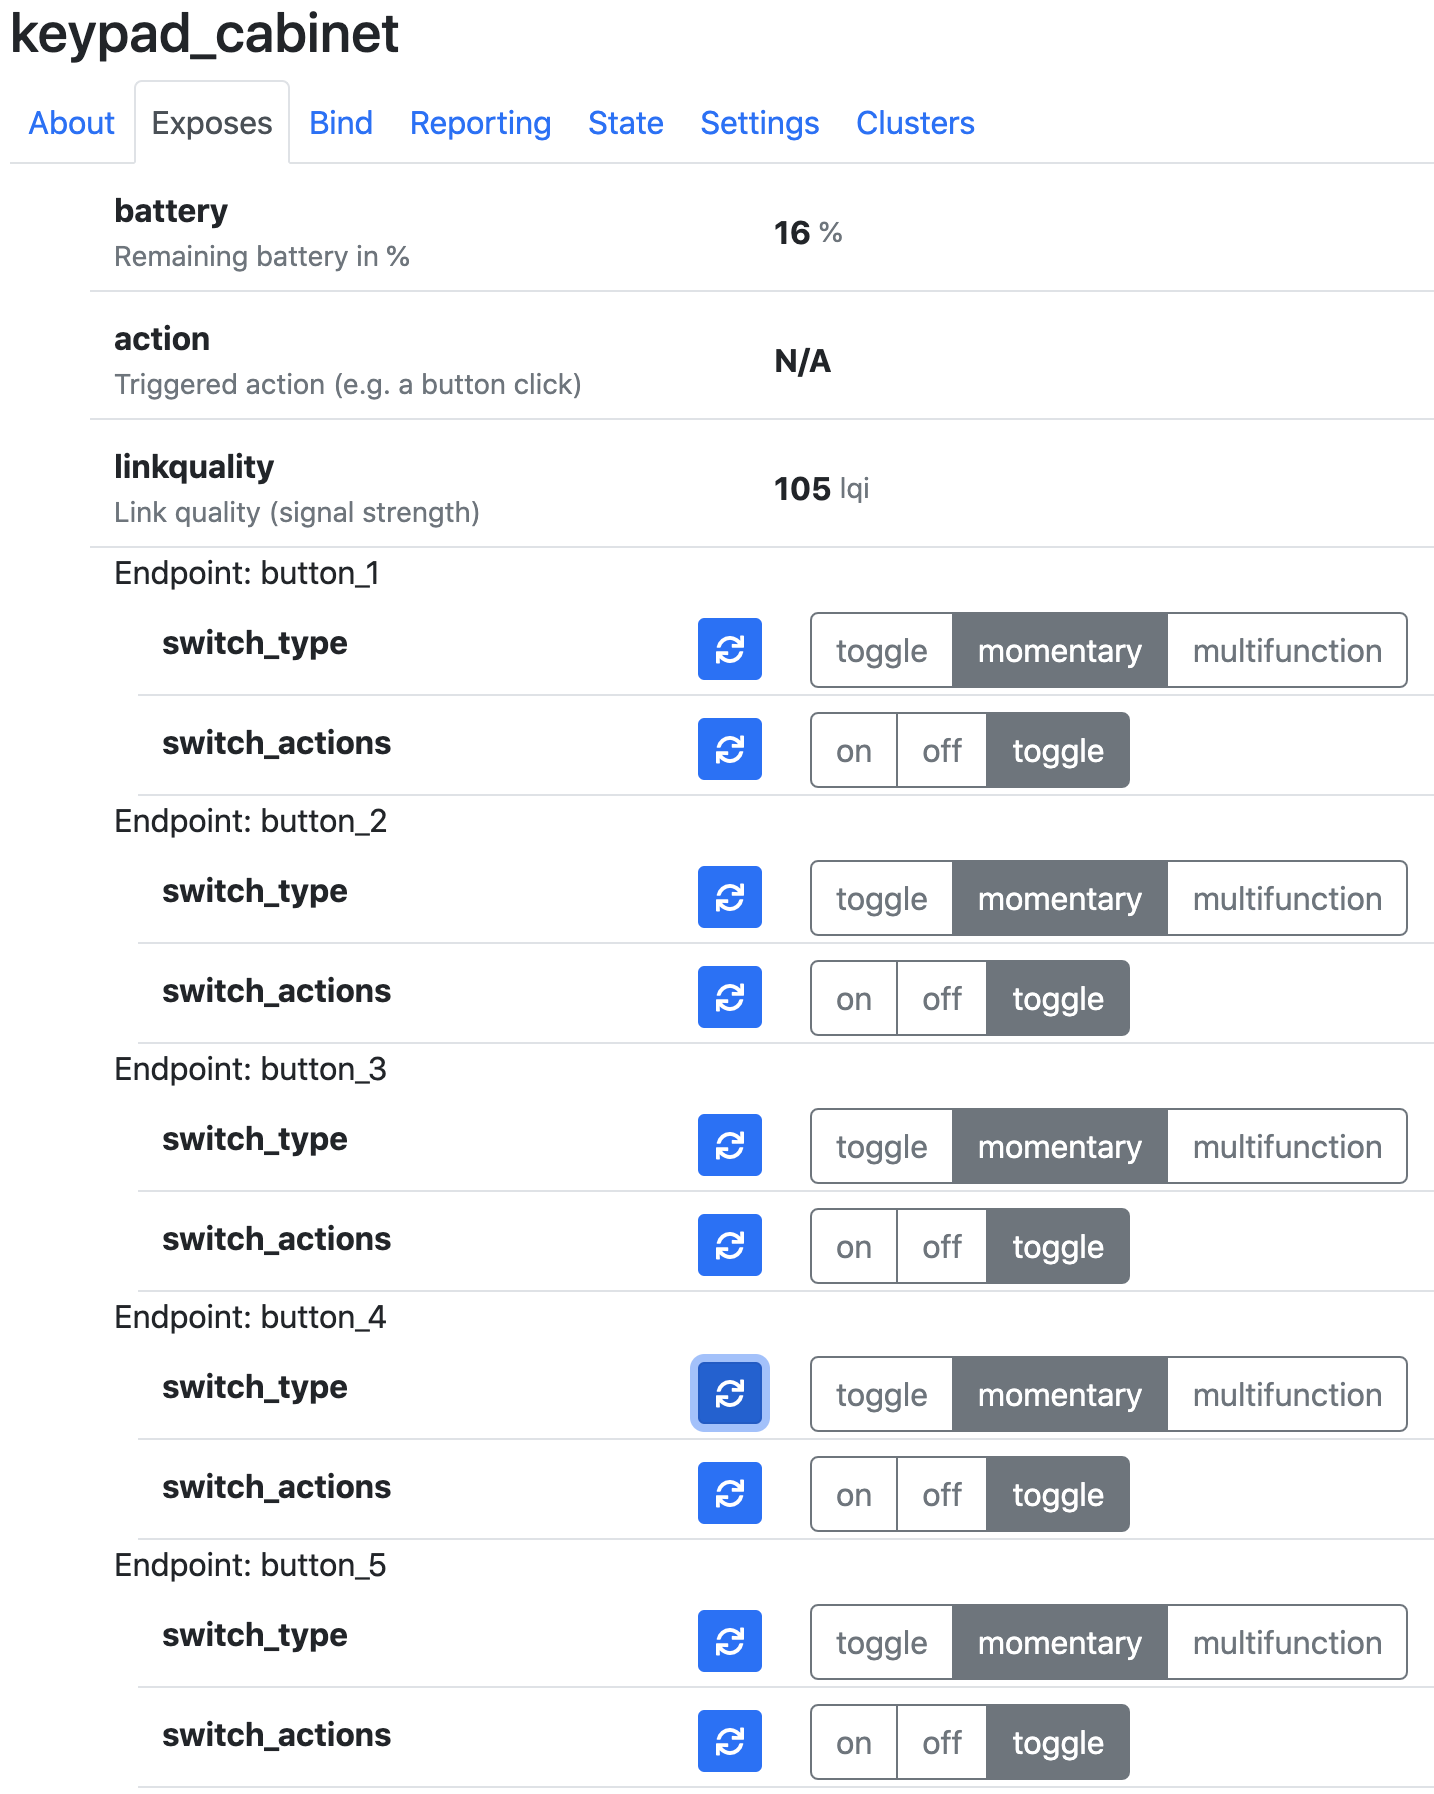 keypad_cabinet
About Exposes Bind Reporting State Settings Clusters
battery
Remaining battery in %
16 %
action
Triggered action (e.g. a button click)
N/A
linkquality
Link quality (signal strength)
105 lqi
Endpoint: button_1
switch_type toggle momentary multifunction
switch_actions on off toggle
Endpoint: button_2
switch_type toggle momentary multifunction
switch_actions on off toggle
Endpoint: button_3
switch_type toggle momentary multifunction
switch_actions on off toggle
Endpoint: button_4
switch_type toggle momentary multifunction
switch_actions on off toggle
Endpoint: button_5
switch_type toggle momentary multifunction
switch_actions on off toggle